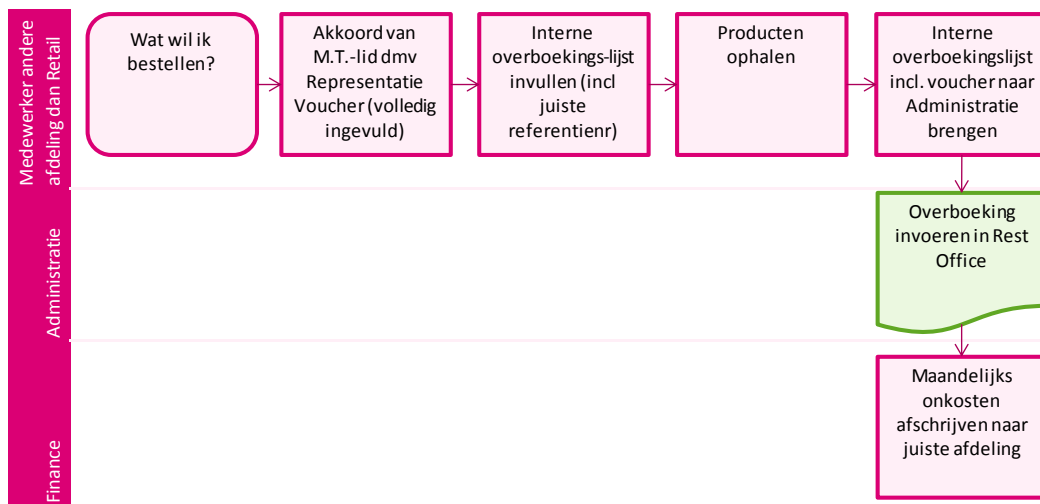 Medewerker andere
afdeling dan Retail
Wat wil ik
bestellen?
Akkoord van
M.T.-lid dmv
Representatie
Voucher (volledig
ingevuld)
Interne
overboekings-lijst
invullen (incl
juiste
referentienr)
Producten
ophalen
Interne
overboekingslijst
incl. voucher naar
Administratie
brengen
Administratie
Overboeking
invoeren in Rest
Office
Finance
Maandelijks
onkosten
afschrijven naar
juiste afdeling